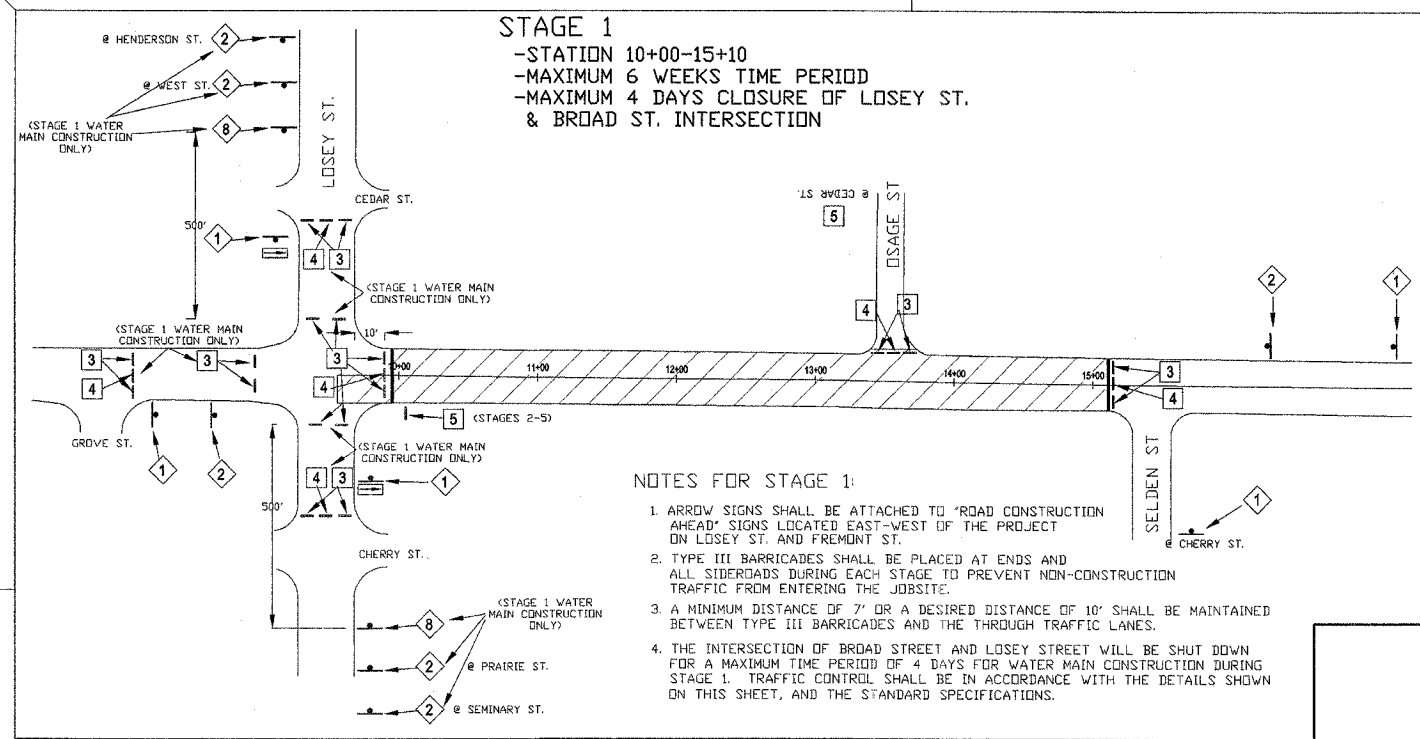 STAGE 1
-STATION 10+00-15+10
-MAXIMUM 6 WEEKS TIME PERIOD
-MAXIMUM 4 DAYS CLOSURE OF LOSEY ST.
& BROAD ST. INTERSECTION
@ HENDERSON ST.
2
@ WEST ST.
2
(STAGE 1 WATER
MAIN CONSTRUCTION
ONLY)
8
LOSEY ST.
CEDAR ST.
500'
1
4
3
(STAGE 1 WATER MAIN
CONSTRUCTION ONLY)
10'
(STAGE 1 WATER MAIN
CONSTRUCTION ONLY)
3
4
3
3
4
10+00
11+00
12+00
13+00
14+00
15+00
@ CEDAR ST.
5
OSAGE ST
4
3
2
1
3
4
5
(STAGES 2-5)
GROVE ST.
1
2
(STAGE 1 WATER MAIN
CONSTRUCTION ONLY)
4
3
1
500'
CHERRY ST.
(STAGE 1 WATER
MAIN CONSTRUCTION
ONLY)
8
2
@ PRAIRIE ST.
2
@ SEMINARY ST.
SELDEN ST
1
@ CHERRY ST.
NOTES FOR STAGE 1:
1. ARROW SIGNS SHALL BE ATTACHED TO "ROAD CONSTRUCTION
AHEAD" SIGNS LOCATED EAST-WEST OF THE PROJECT
ON LOSEY ST. AND FREMONT ST.
2. TYPE III BARRICADES SHALL BE PLACED AT ENDS AND
ALL SIDEROADS DURING EACH STAGE TO PREVENT NON-CONSTRUCTION
TRAFFIC FROM ENTERING THE JOBSITE.
3. A MINIMUM DISTANCE OF 7' OR A DESIRED DISTANCE OF 10' SHALL BE MAINTAINED
BETWEEN TYPE III BARRICADES AND THE THROUGH TRAFFIC LANES.
4. THE INTERSECTION OF BROAD STREET AND LOSEY STREET WILL BE SHUT DOWN
FOR A MAXIMUM TIME PERIOD OF 4 DAYS FOR WATER MAIN CONSTRUCTION DURING
STAGE 1. TRAFFIC CONTROL SHALL BE IN ACCORDANCE WITH THE DETAILS SHOWN
ON THIS SHEET, AND THE STANDARD SPECIFICATIONS.